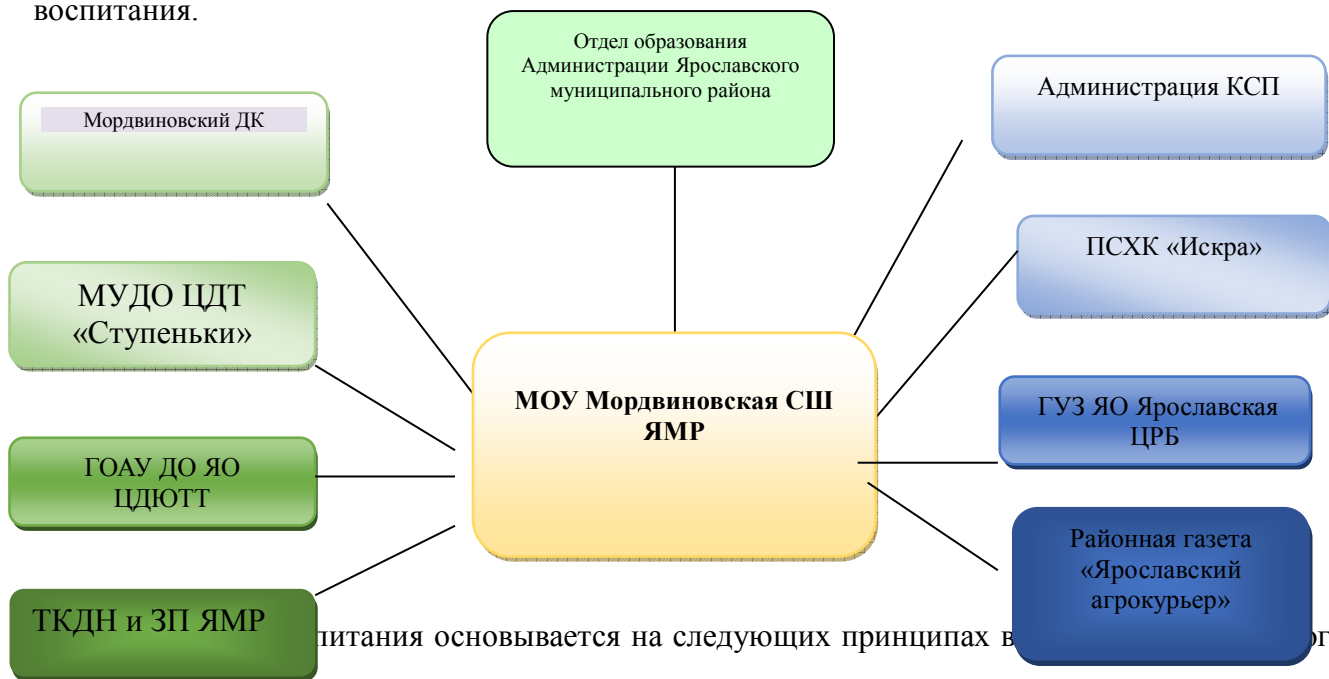 воспитания.
Отдел образования
Администрации Ярославского
муниципального района
Мордвиновский ДК
Администрация КСП
МУДО ЦДТ
«Ступеньки»
ПСХК «Искра»
МОУ Мордвиновская СШ
ЯМР
ГОАУ ДО ЯО
ЦДЮТТ
ГУЗ ЯО Ярославская
ЦРБ
ТКДН и ЗП ЯМР
Районная газета
«Ярославский
агрокурьер»
питания основывается на следующих принципах в